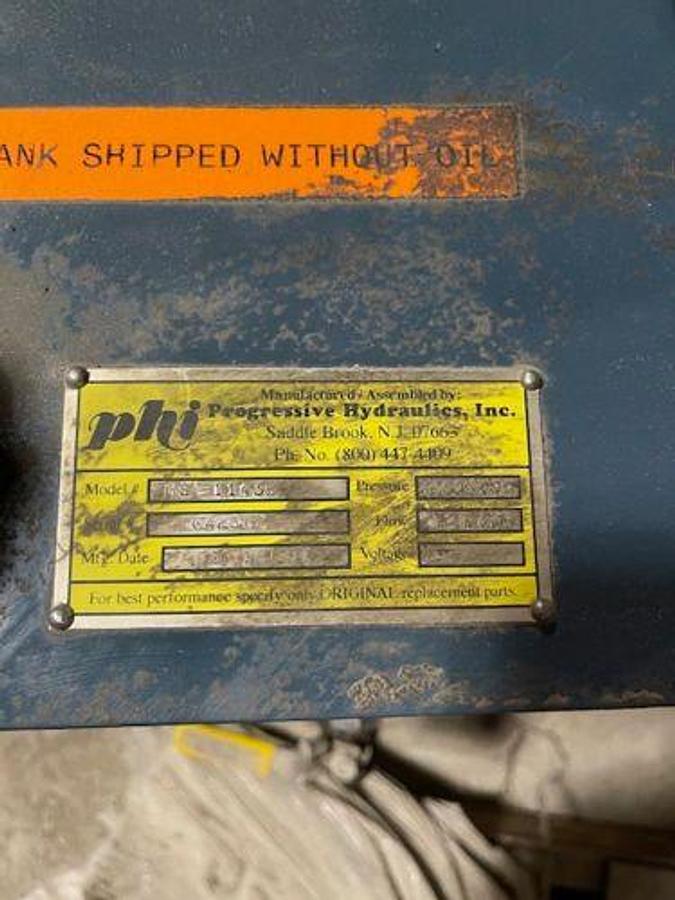 ANK SHIPPED WITHOUT OIL
phi
Manufactured / Assembled by:
Progressive Hydraulics, Inc.
Saddle Brook, N.J. 07663
Ph. No. (800) 447-4409
Model # Pressure
Flow
Mfg. Date Voltage
For best performance specify only ORIGINAL replacement parts.